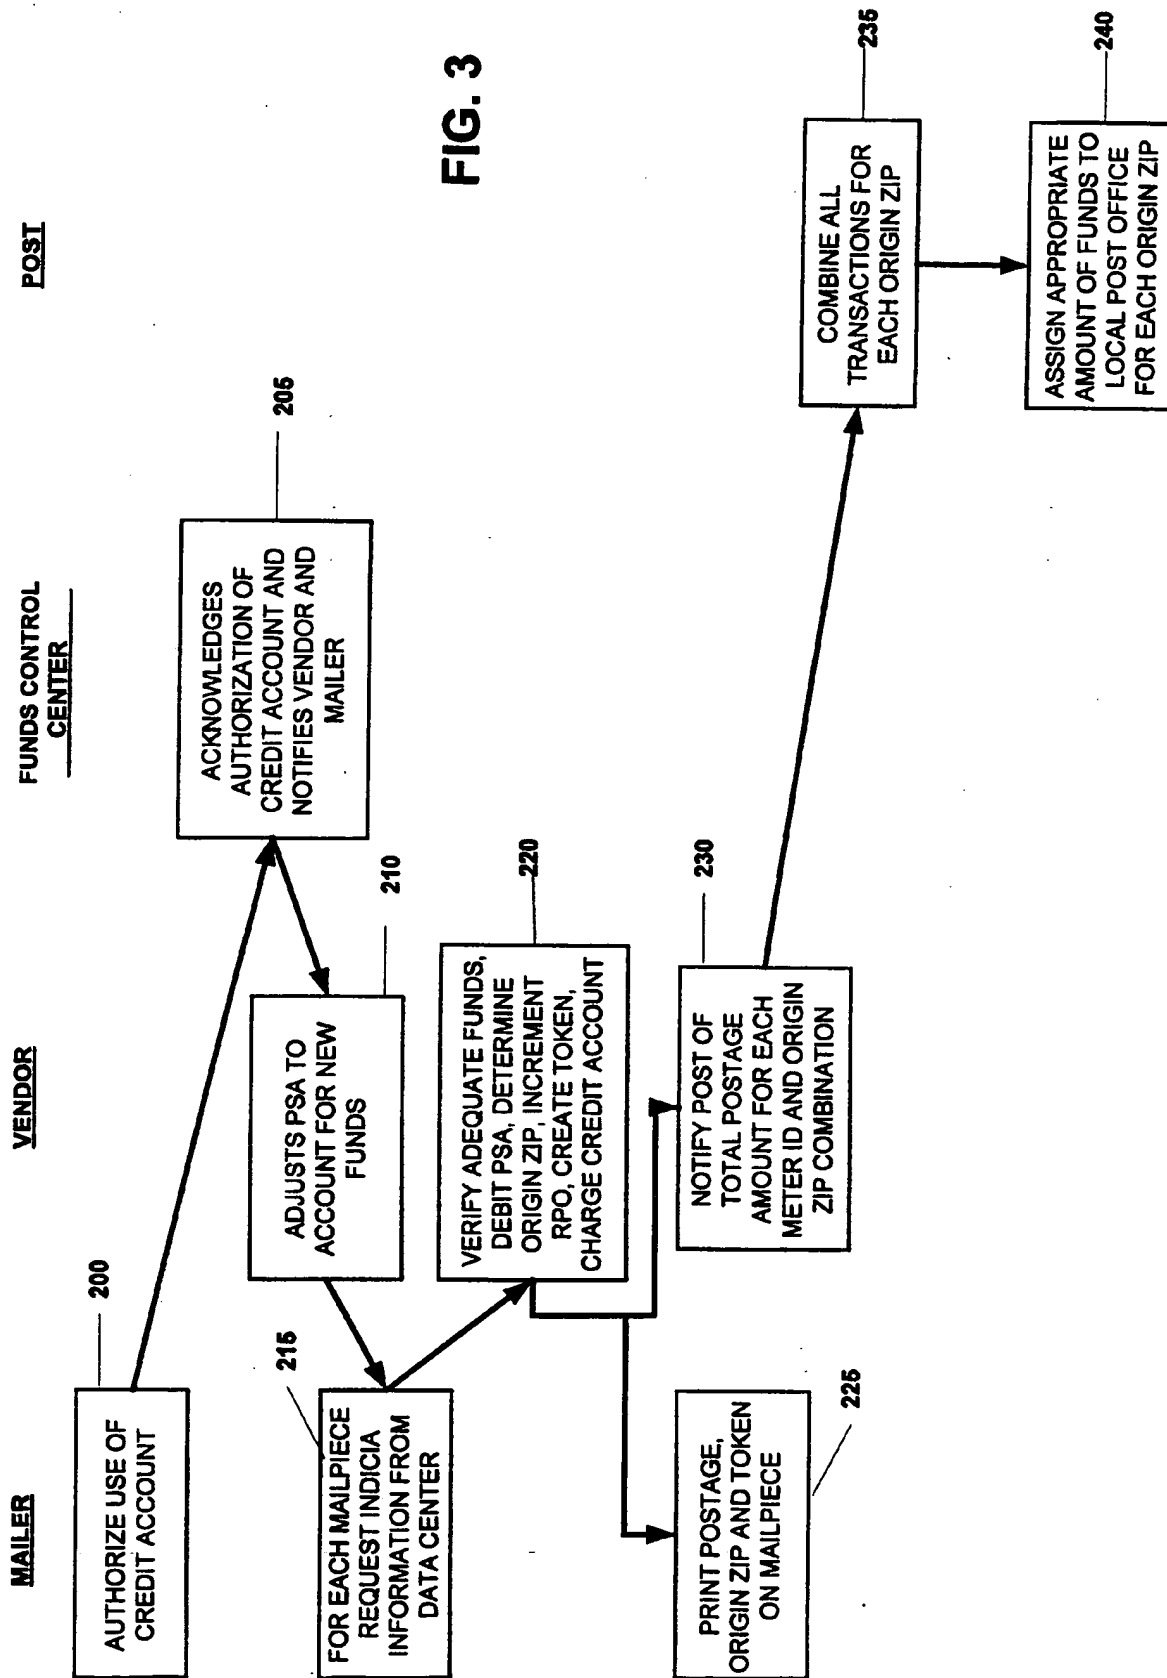 MAILER
VENDOR
FUNDS CONTROL
CENTER
POST
AUTHORIZE USE OF
CREDIT ACCOUNT
200
ACKNOWLEDGES
AUTHORIZATION OF
CREDIT ACCOUNT AND
NOTIFIES VENDOR AND
MAILER
205
ADJUSTS PSA TO
ACCOUNT FOR NEW
FUNDS
210
215
FOR EACH MAILPIECE
REQUEST INDICIA
INFORMATION FROM
DATA CENTER
VERIFY ADEQUATE FUNDS,
DEBIT PSA, DETERMINE
ORIGIN ZIP, INCREMENT
RPO, CREATE TOKEN,
CHARGE CREDIT ACCOUNT
220
FIG. 3
PRINT POSTAGE,
ORIGIN ZIP AND TOKEN
ON MAILPIECE
225
NOTIFY POST OF
TOTAL POSTAGE
AMOUNT FOR EACH
METER ID AND ORIGIN
ZIP COMBINATION
230
COMBINE ALL
TRANSACTIONS FOR
EACH ORIGIN ZIP
235
ASSIGN APPROPRIATE
AMOUNT OF FUNDS TO
LOCAL POST OFFICE
FOR EACH ORIGIN ZIP
240